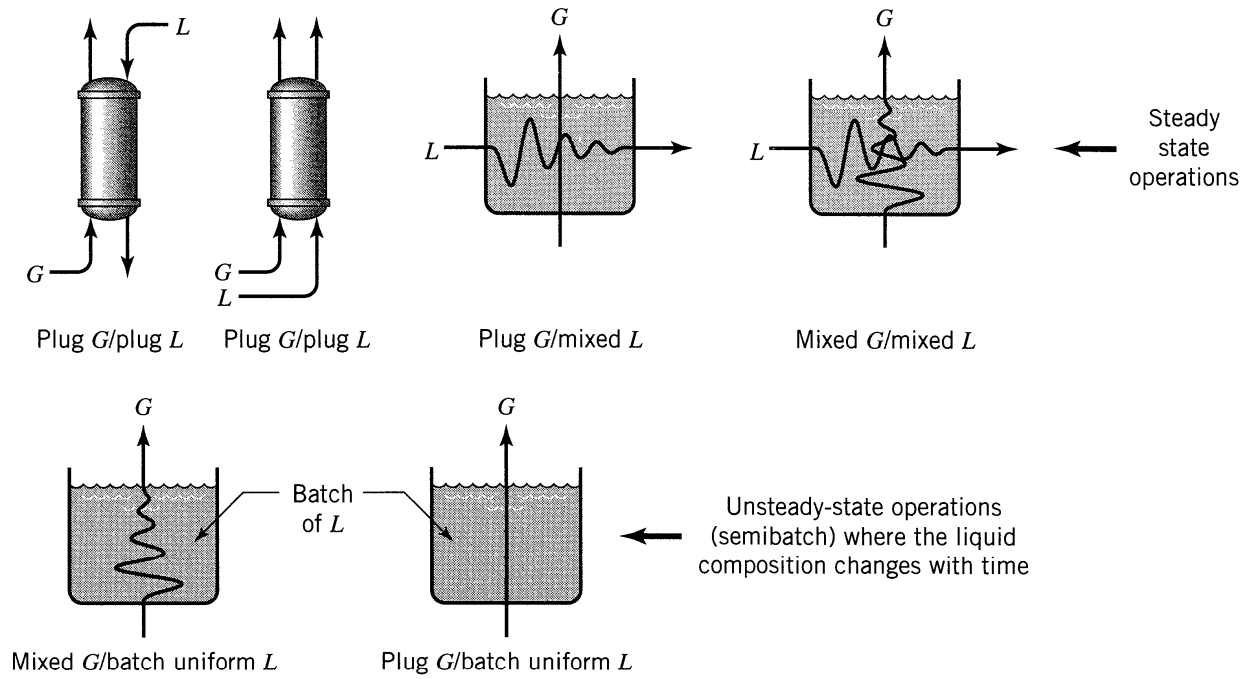 L
G
G
L
G
L
Plug G/plug L
Plug G/plug L
Plug G/mixed L
G
L
Mixed G/mixed L
Steady
state
operations
G
Mixed G/batch uniform L
Batch
of L
G
Plug G/batch uniform L
Unsteady-state operations
(semibatch) where the liquid
composition changes with time